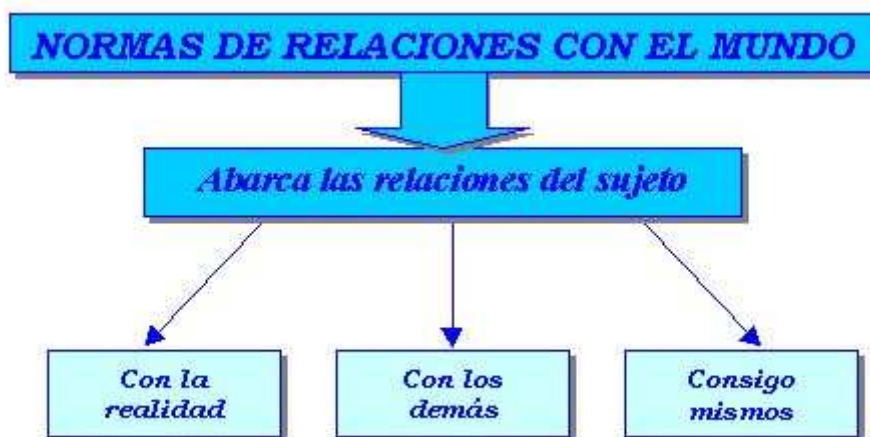 NORMAS DE RELACIONES CON EL MUNDO
Abarca las relaciones del sujeto
Con la
realidad
Con los
demás
Consigo
mismos